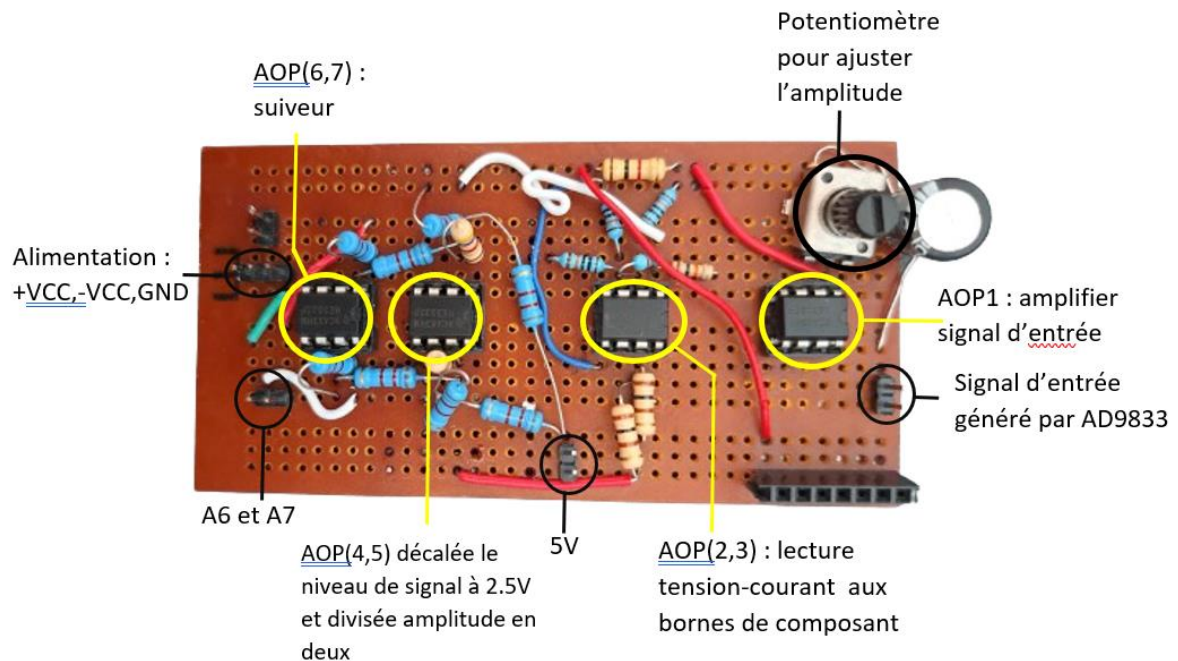 Potentiomètre
pour ajuster
l’amplitude
AOP(6,7) :
suiveur
Alimentation :
+VCC,-VCC,GND
AOP1 : amplifier
signal d’entrée
Signal d’entrée
généré par AD9833
A6 et A7
AOP(4,5) décalée le
niveau de signal à 2.5V
et divisée amplitude en
deux
5V
AOP(2,3) : lecture
tension-courant aux
bornes de composant